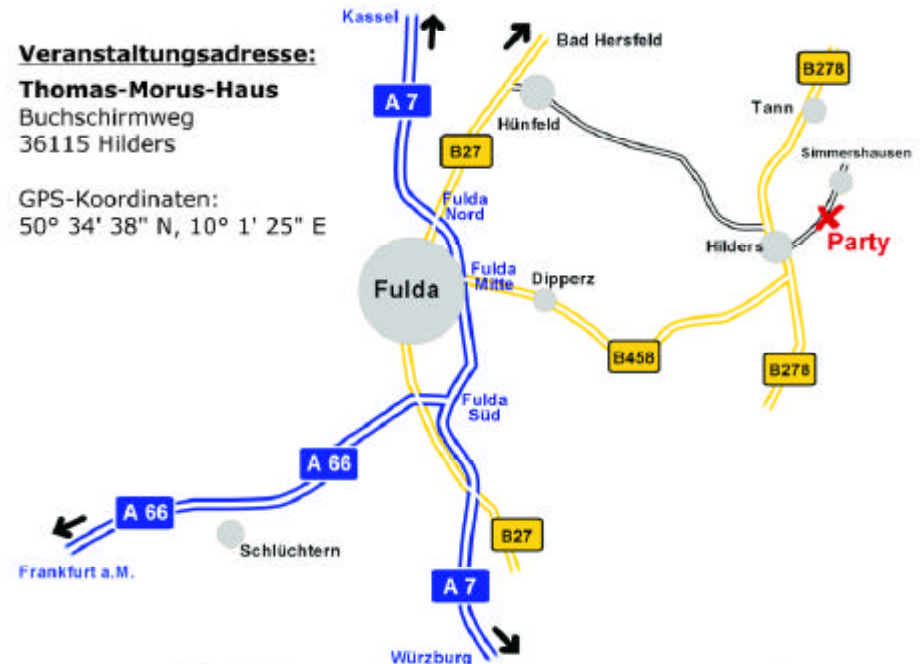 Veranstaltungsadresse:
Thomas-Morus-Haus
Buchschirmweg
36115 Hilders
GPS-Koordinaten:
50° 34' 38" N, 10° 1' 25" E
Kassel
Bad Hersfeld
B278
A 7
Hünfeld
Tann
B27
Simmershausen
Fulda
Nord
Hilders
Party
Fulda
Fulda
Mitte
Dipperz
B458
B278
Fulda
Süd
A 66
A 66
B27
Schlüchtern
Frankfurt a.M.
A 7
Würzburg